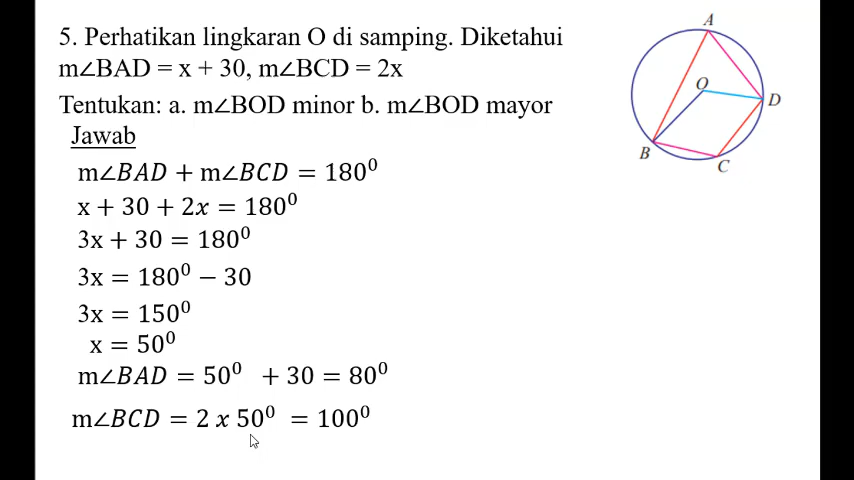 5. Perhatikan lingkaran O di samping. Diketahui
m∠BAD = x + 30, m∠BCD = 2x
Tentukan: a. m∠BOD minor b. m∠BOD mayor
Jawab
m∠BAD + m∠BCD = 180⁰
x + 30 + 2x = 180⁰
3x + 30 = 180⁰
3x = 180⁰ − 30
3x = 150⁰
x = 50⁰
m∠BAD = 50⁰ + 30 = 80⁰
m∠BCD = 2 x 50⁰ = 100⁰
A
O
D
B
C